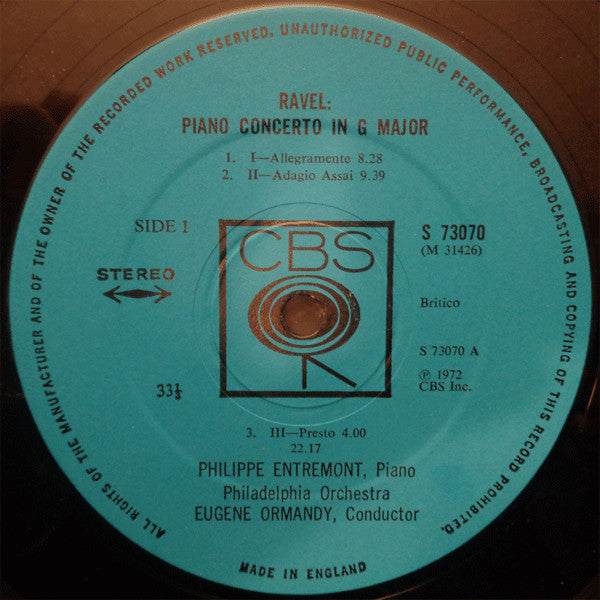 ALL RIGHTS OF THE MANUFACTURER AND OF THE OWNER OF THE RECORDED WORK RESERVED. UNAUTHORIZED PUBLIC PERFORMANCE, BROADCASTING AND COPYING OF THIS RECORD PROHIBITED.
RAVEL:
PIANO CONCERTO IN G MAJOR
1. I—Allegramente 8.28
2. II—Adagio Assai 9.39
SIDE 1
STEREO
33⅓
CBS
S 73070
(M 31426)
Britico
S 73070 A
℗ 1972
CBS Inc.
3. III—Presto 4.00
22.17
PHILIPPE ENTREMONT, Piano
Philadelphia Orchestra
EUGENE ORMANDY, Conductor
MADE IN ENGLAND